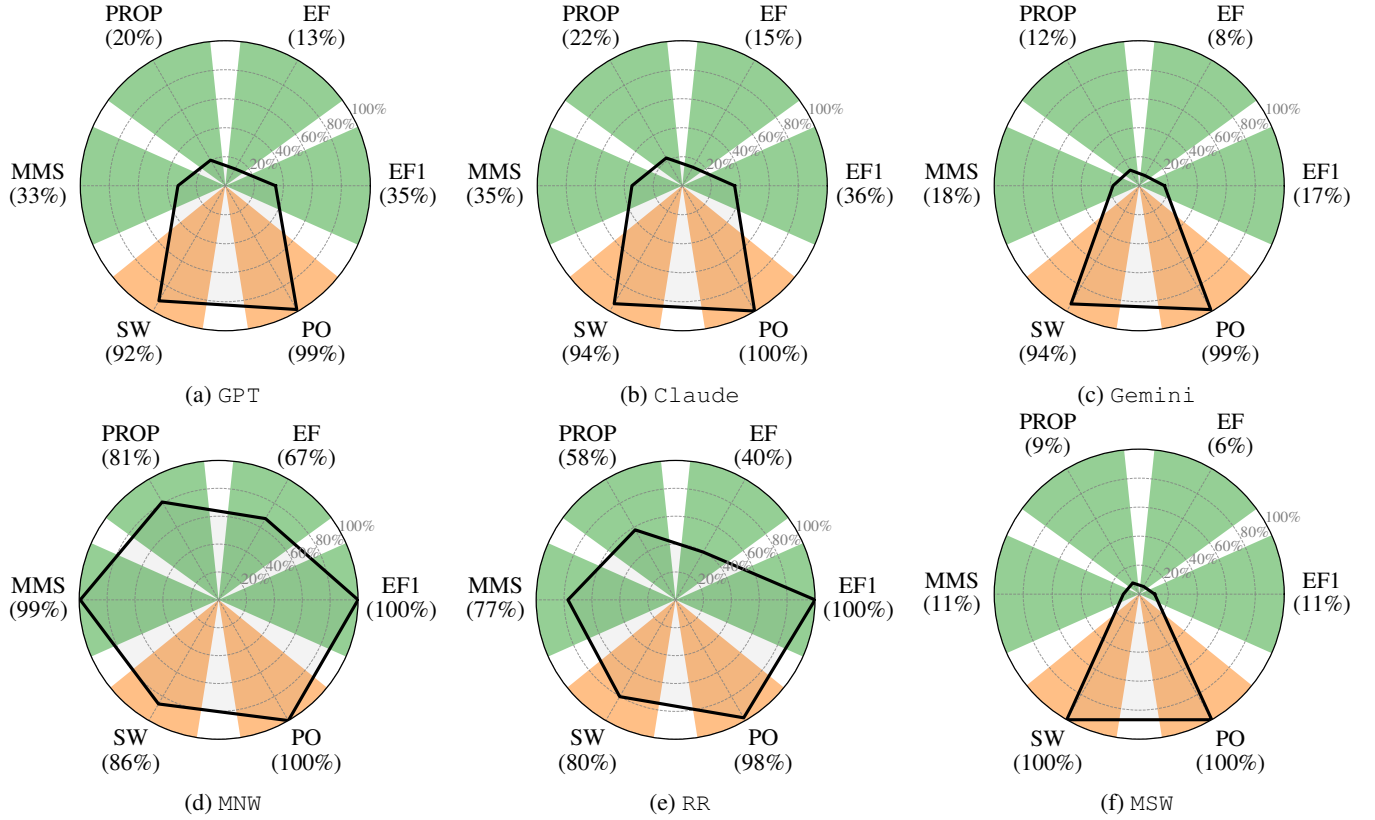 PROP
(20%)
EF
(13%)
100%
80%
60%
40%
20%
MMS
(33%)
EF1
(35%)
SW
(92%)
PO
(99%)
(a) GPT
PROP
(22%)
EF
(15%)
100%
80%
60%
40%
20%
MMS
(35%)
EF1
(36%)
SW
(94%)
PO
(100%)
(b) Claude
PROP
(12%)
EF
(8%)
100%
80%
60%
40%
20%
MMS
(18%)
EF1
(17%)
SW
(94%)
PO
(99%)
(c) Gemini
PROP
(81%)
EF
(67%)
100%
80%
60%
40%
20%
MMS
(99%)
EF1
(100%)
SW
(86%)
PO
(100%)
(d) MNW
PROP
(58%)
EF
(40%)
100%
80%
60%
40%
20%
MMS
(77%)
EF1
(100%)
SW
(80%)
PO
(98%)
(e) RR
PROP
(9%)
EF
(6%)
100%
80%
60%
40%
20%
MMS
(11%)
EF1
(11%)
SW
(100%)
PO
(100%)
(f) MSW